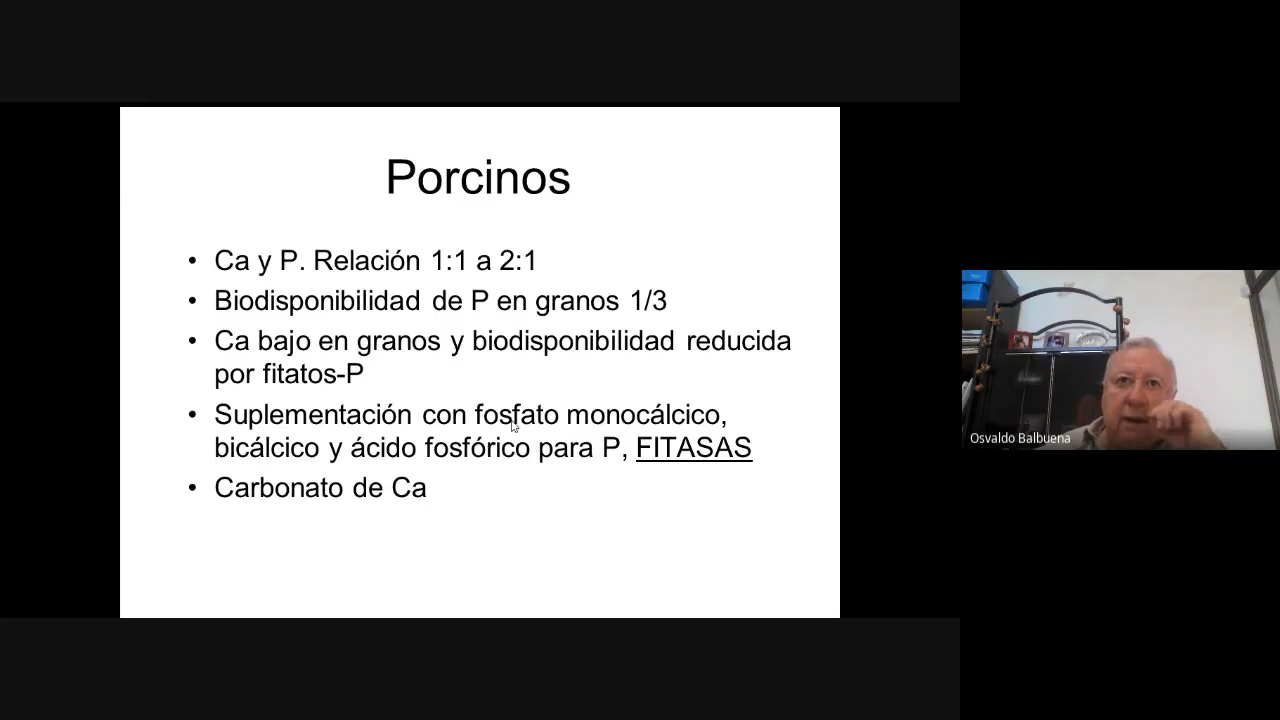 Porcinos
• Ca y P. Relación 1:1 a 2:1
• Biodisponibilidad de P en granos 1/3
• Ca bajo en granos y biodisponibilidad reducida
por fitatos-P
• Suplementación con fosfato monocálcico,
bicálcico y ácido fosfórico para P, FITASAS
• Carbonato de Ca
Osvaldo Balbuena